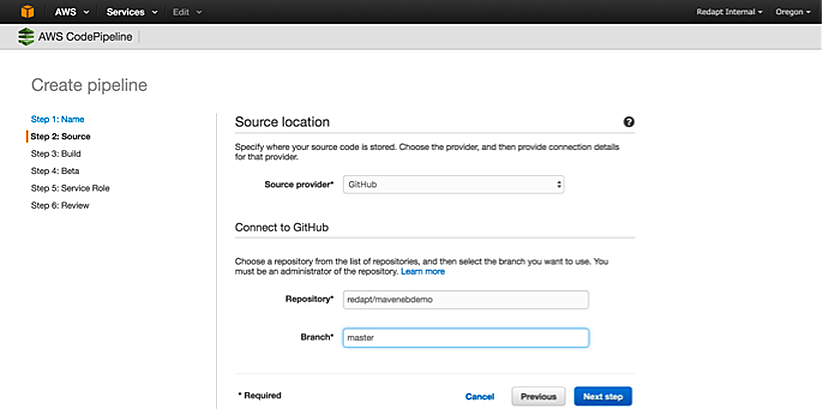 AWS Services Edit Redapt Internal Oregon
AWS CodePipeline
Create pipeline
Step 1: Name
Step 2: Source
Step 3: Build
Step 4: Beta
Step 5: Service Role
Step 6: Review
Source location ?
Specify where your source code is stored. Choose the provider, and then provide connection details
for that provider.
Source provider* GitHub
Connect to GitHub
Choose a repository from the list of repositories, and then select the branch you want to use. You
must be an administrator of the repository. Learn more
Repository* redapt/mavenebdemo
Branch* master
* Required Cancel Previous Next step